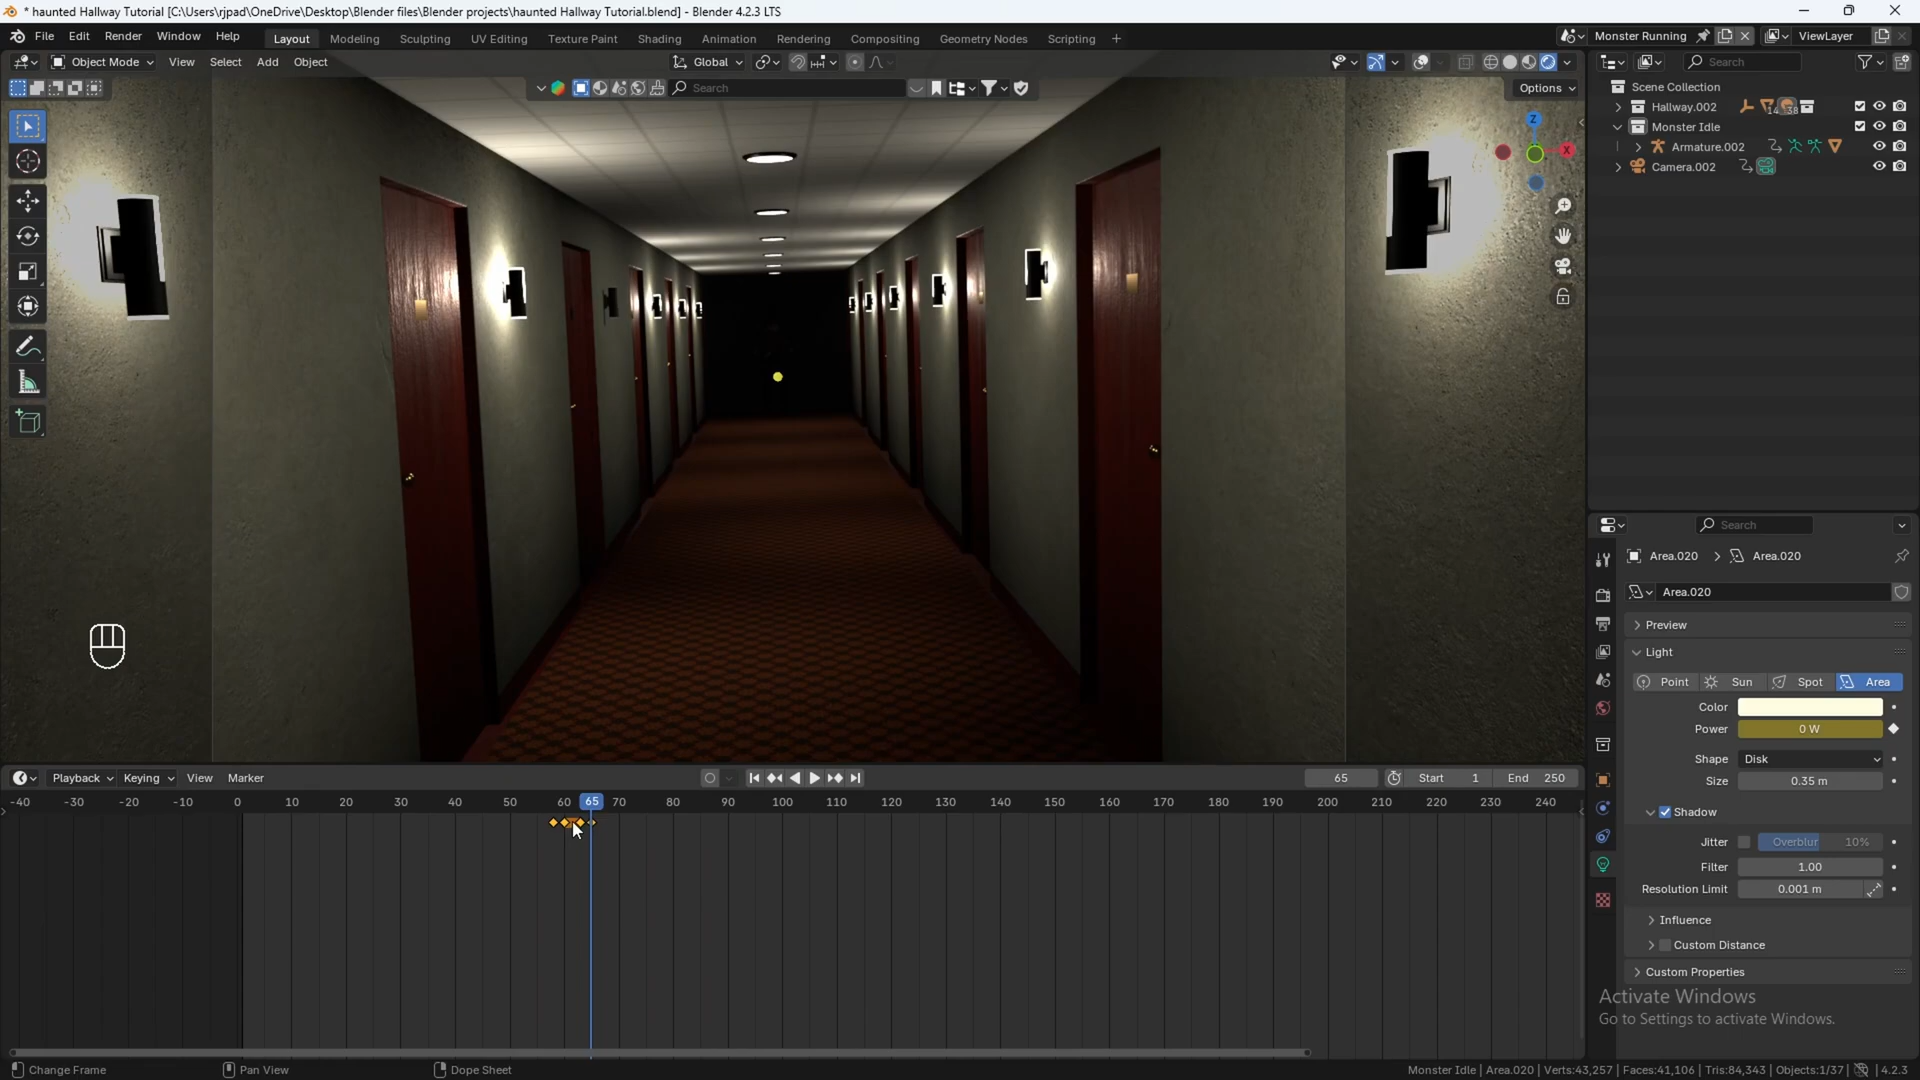 * haunted Hallway Tutorial [C:\Users\rjpad\OneDrive\Desktop\Blender files\Blender projects\haunted Hallway Tutorial.blend] - Blender 4.2.3 LTS
File Edit Render Window Help Layout Modeling Sculpting UV Editing Texture Paint Shading Animation Rendering Compositing Geometry Nodes Scripting + Monster Running ViewLayer
Object Mode View Select Add Object Global Search
Search Options
Scene Collection
Hallway.002 14 38
Monster Idle
Armature.002
Camera.002
Z
X
Search
Area.020 > Area.020
Area.020
Preview
Light
Point Sun Spot Area
Color
Power 0 W
Shape Disk
Size 0.35 m
Shadow
Jitter Overblur 10%
Filter 1.00
Resolution Limit 0.001 m
Influence
Custom Distance
Custom Properties
Activate Windows
Go to Settings to activate Windows.
Playback Keying View Marker 65 Start 1 End 250
-40 -30 -20 -10 0 10 20 30 40 50 60 65 70 80 90 100 110 120 130 140 150 160 170 180 190 200 210 220 230 240
Change Frame Pan View Dope Sheet Monster Idle | Area.020 | Verts:43,257 | Faces:41,106 | Tris:84,343 | Objects:1/37 | 4.2.3